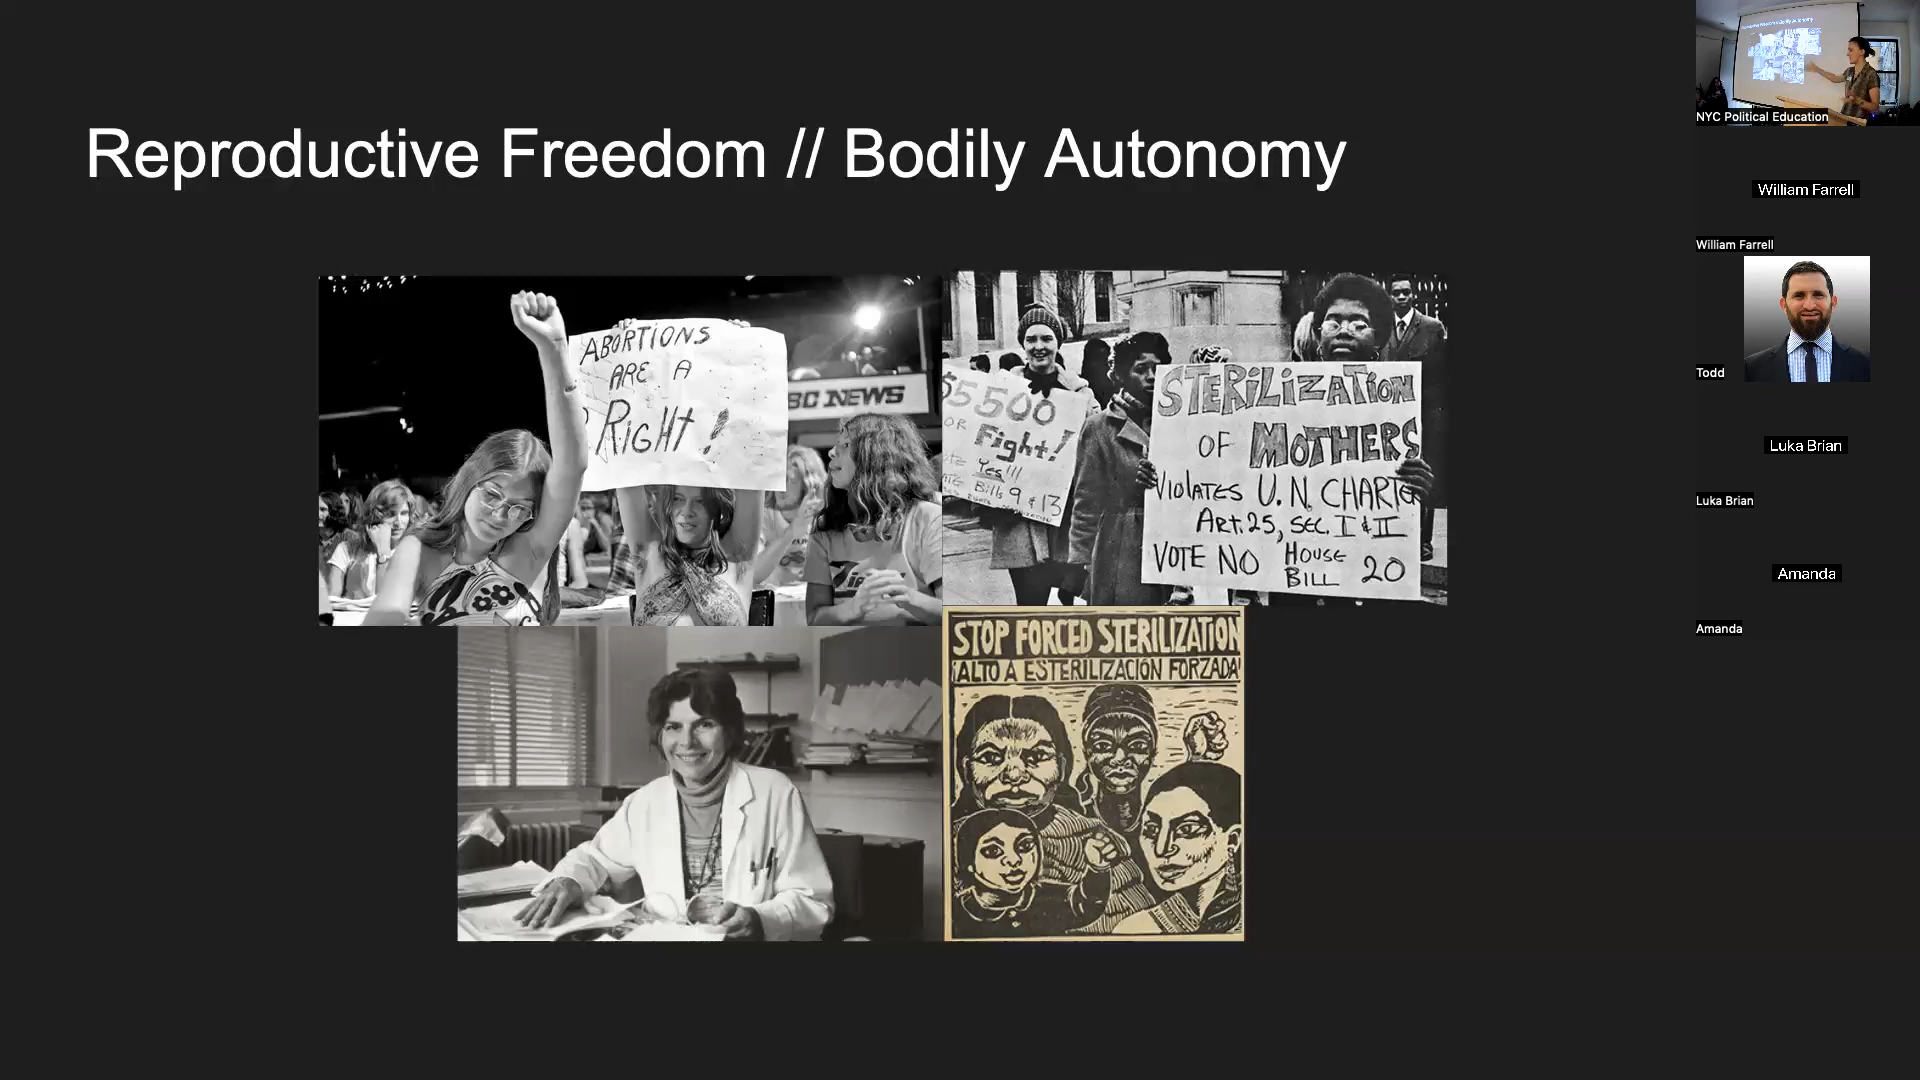 Reproductive Freedom // Bodily Autonomy
ABORTIONS
ARE A
RIGHT!
BC NEWS
$5500
OR
Fight!
Yes!!!
Bills 9 & 13
STERILIZATION
OF MOTHERS
VIOLATES U.N. CHARTE
ART. 25, SEC. I & II
VOTE NO HOUSE
BILL 20
STOP FORCED STERILIZATION
¡ALTO A ESTERILIZACIÓN FORZADA!
NYC Political Education
William Farrell
William Farrell
Todd
Luka Brian
Luka Brian
Amanda
Amanda